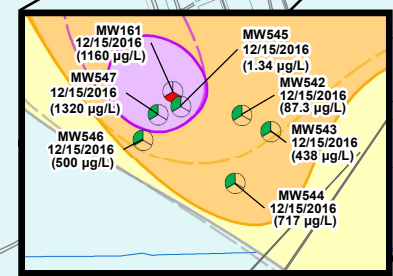 MW161
12/15/2016
(1160 µg/L)
MW545
12/15/2016
(1.34 µg/L)
MW547
12/15/2016
(1320 µg/L)
MW542
12/15/2016
(87.3 µg/L)
MW546
12/15/2016
(500 µg/L)
MW543
12/15/2016
(438 µg/L)
MW544
12/15/2016
(717 µg/L)